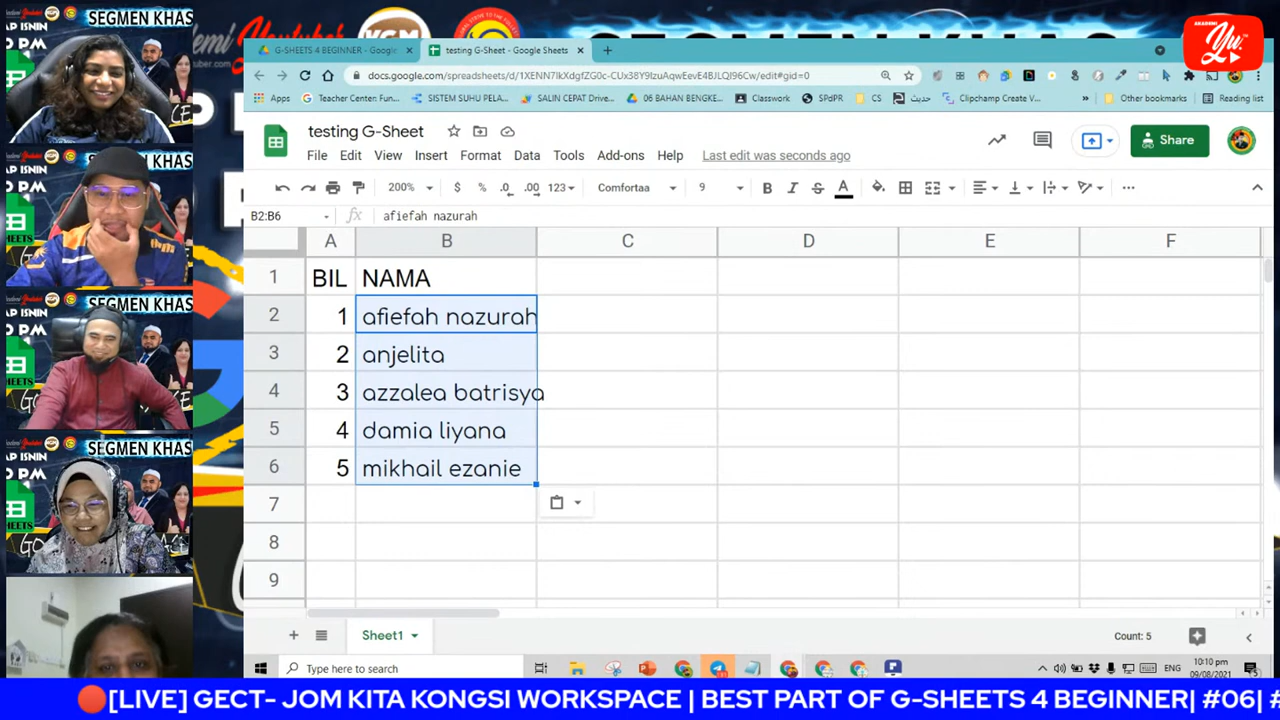 SEGMEN KHAS
G-SHEETS 4 BEGINNER - Google
testing G-Sheet - Google Sheets
docs.google.com/spreadsheets/d/1XENN7IkXdgfZG0c-CUx38Y9IzuAqwEevE4BJLQI96Cw/edit#gid=0
Apps
Teacher Center: Fun...
SISTEM SUHU PELA...
SALIN CEPAT Drive...
06 BAHAN BENGKE...
Classwork
SPdPR
CS
حديث
Clipchamp Create V...
Other bookmarks
Reading list
testing G-Sheet
File Edit View Insert Format Data Tools Add-ons Help Last edit was seconds ago
Share
200% $ % .0 .00 123 Comfortaa 9 B I S A
B2:B6 fx afiefah nazurah
A B C D E F
1 BIL NAMA
2 1 afiefah nazurah
3 2 anjelita
4 3 azzalea batrisya
5 4 damia liyana
6 5 mikhail ezanie
7
8
9
Sheet1
Count: 5
Type here to search
ENG
10:10 pm
09/08/2021
SEGMEN KHAS
SEGMEN KHAS
SEGMEN KHAS
[LIVE] GECT- JOM KITA KONGSI WORKSPACE | BEST PART OF G-SHEETS 4 BEGINNER| #06| #